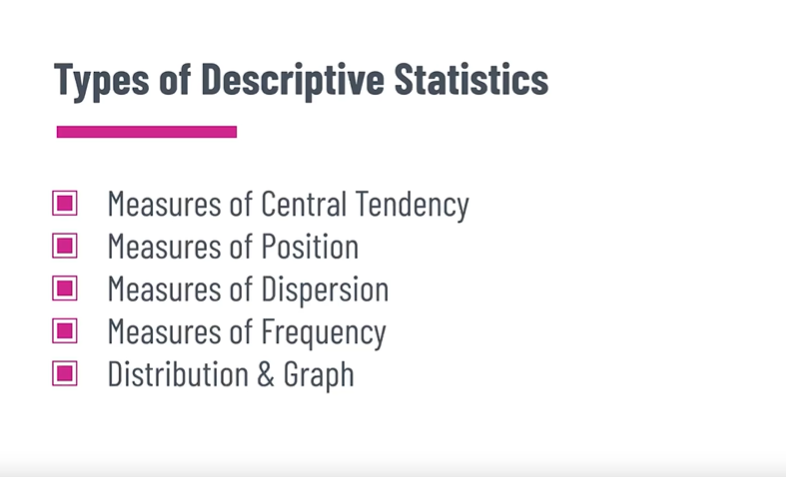 Types of Descriptive Statistics
Measures of Central Tendency
Measures of Position
Measures of Dispersion
Measures of Frequency
Distribution & Graph